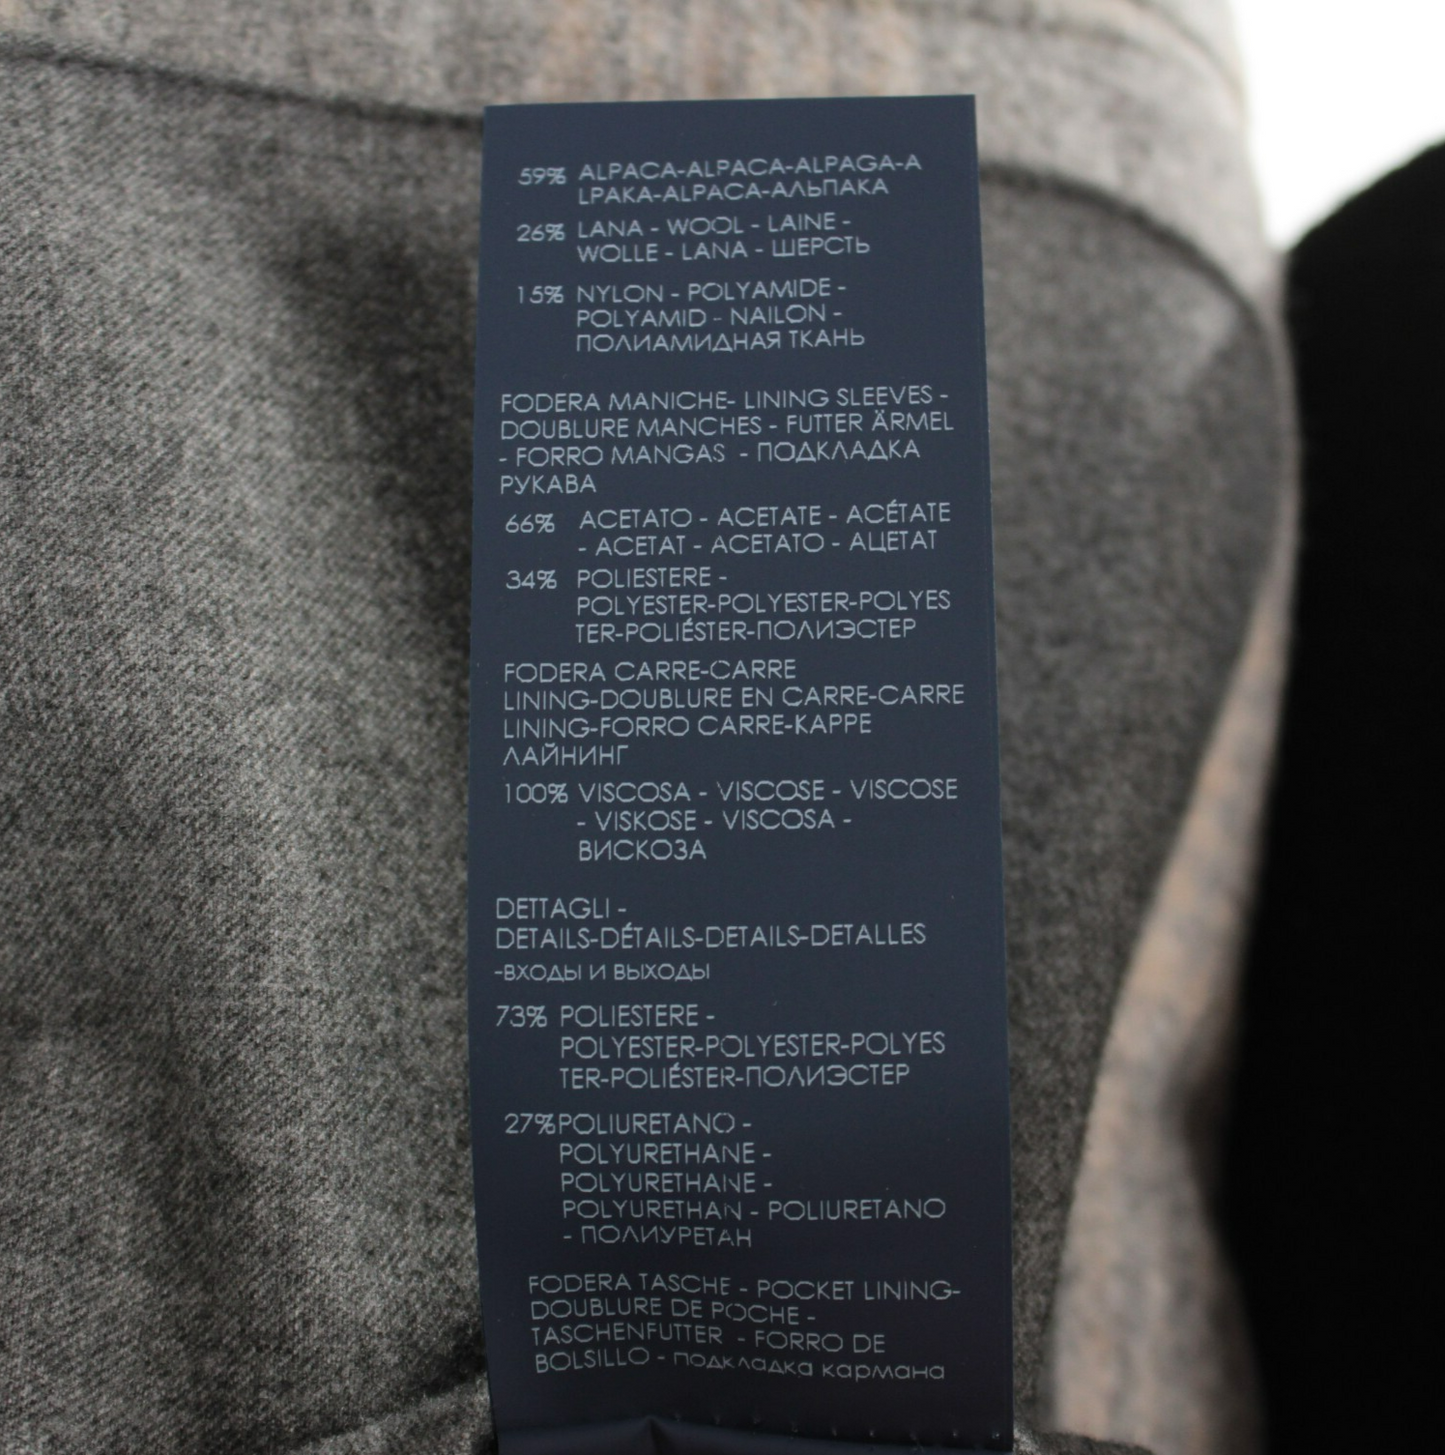 59% ALPACA-ALPACA-ALPAGA-A
LPAKA-ALPACA-АЛЬПАКА
26% LANA - WOOL - LAINE -
WOLLE - LANA - ШЕРСТЬ
15% NYLON - POLYAMIDE -
POLYAMID - NAILON -
ПОЛИАМИДНАЯ ТКАНЬ
FODERA MANICHE- LINING SLEEVES -
DOUBLURE MANCHES - FUTTER ÄRMEL
- FORRO MANGAS - ПОДКЛАДКА
РУКАВА
66% ACETATO - ACETATE - ACÉTATE
- ACETAT - ACETATO - АЦЕТАТ
34% POLIESTERE -
POLYESTER-POLYESTER-POLYES
TER-POLIÉSTER-ПОЛИЭСТЕР
FODERA CARRE-CARRE
LINING-DOUBLURE EN CARRE-CARRE
LINING-FORRO CARRE-КАРРЕ
ЛАЙНИНГ
100% VISCOSA - VISCOSE - VISCOSE
- VISKOSE - VISCOSA -
ВИСКОЗА
DETTAGLI -
DETAILS-DÉTAILS-DETAILS-DETALLES
-ВХОДЫ И ВЫХОДЫ
73% POLIESTERE -
POLYESTER-POLYESTER-POLYES
TER-POLIÉSTER-ПОЛИЭСТЕР
27%POLIURETANO -
POLYURETHANE -
POLYURETHANE -
POLYURETHAN - POLIURETANO
- ПОЛИУРЕТАН
FODERA TASCHE - POCKET LINING-
DOUBLURE DE POCHE -
TASCHENFUTTER - FORRO DE
BOLSILLO - подкладка кармана